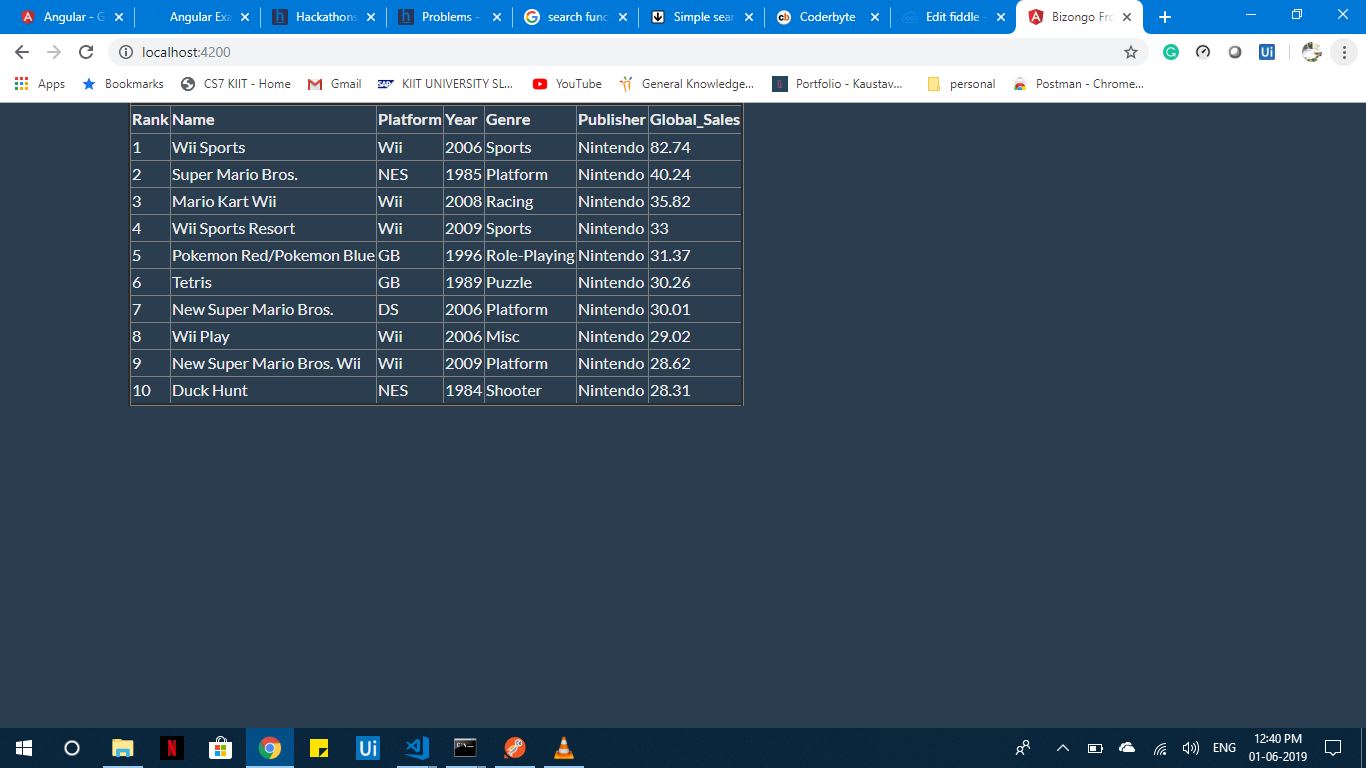 Angular - G
Angular Exa
Hackathons
Problems -
search func
Simple sear
Coderbyte
Edit fiddle -
Bizongo Fro
localhost:4200
Apps Bookmarks CS7 KIIT - Home Gmail KIIT UNIVERSITY SL... YouTube General Knowledge... Portfolio - Kaustav... personal Postman - Chrome...
Rank Name Platform Year Genre Publisher Global_Sales
1 Wii Sports Wii 2006 Sports Nintendo 82.74
2 Super Mario Bros. NES 1985 Platform Nintendo 40.24
3 Mario Kart Wii Wii 2008 Racing Nintendo 35.82
4 Wii Sports Resort Wii 2009 Sports Nintendo 33
5 Pokemon Red/Pokemon Blue GB 1996 Role-Playing Nintendo 31.37
6 Tetris GB 1989 Puzzle Nintendo 30.26
7 New Super Mario Bros. DS 2006 Platform Nintendo 30.01
8 Wii Play Wii 2006 Misc Nintendo 29.02
9 New Super Mario Bros. Wii Wii 2009 Platform Nintendo 28.62
10 Duck Hunt NES 1984 Shooter Nintendo 28.31
ENG
12:40 PM
01-06-2019